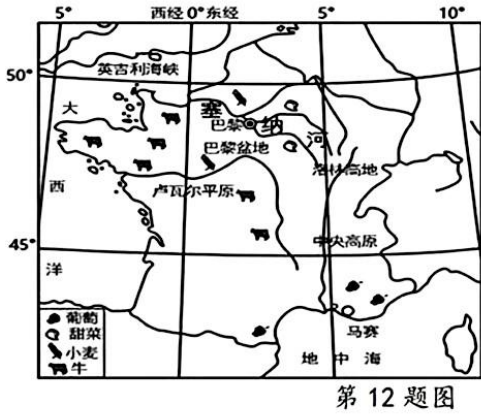 西经 0° 东经 5° 10°
50°
英吉利海峡
大
塞
巴黎 纳
河
巴黎盆地
洛林高地
西
卢瓦尔平原
中央高原
45°
洋
葡萄
甜菜
小麦
牛
马赛
地 中 海
第12题图